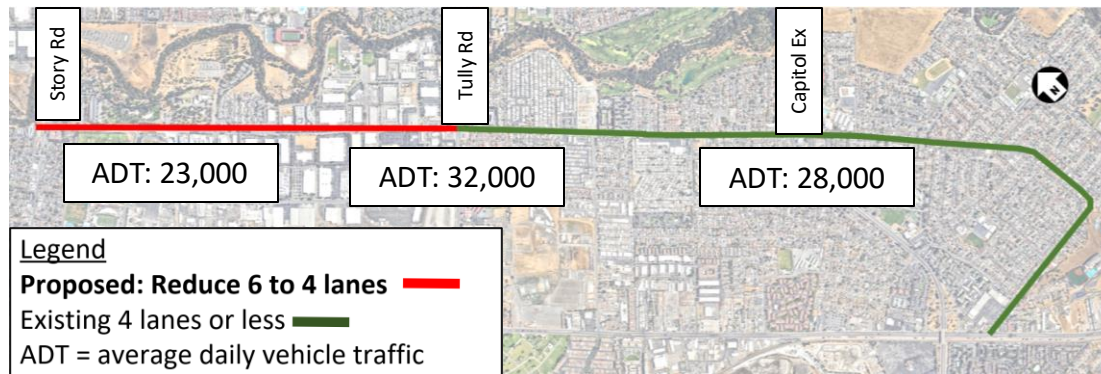 Story Rd
Tully Rd
Capitol Ex
N
ADT: 23,000
ADT: 32,000
ADT: 28,000
Legend
Proposed: Reduce 6 to 4 lanes
Existing 4 lanes or less
ADT = average daily vehicle traffic